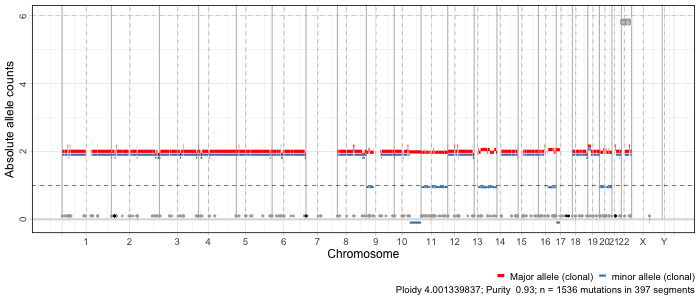 Absolute allele counts
6
4
2
0
1 2 3 4 5 6 7 8 9 10 11 12 13 14 15 16 17 18 19 20 21 22 X Y
Chromosome
Major allele (clonal) minor allele (clonal)
Ploidy 4.001339837; Purity 0.93; n = 1536 mutations in 397 segments